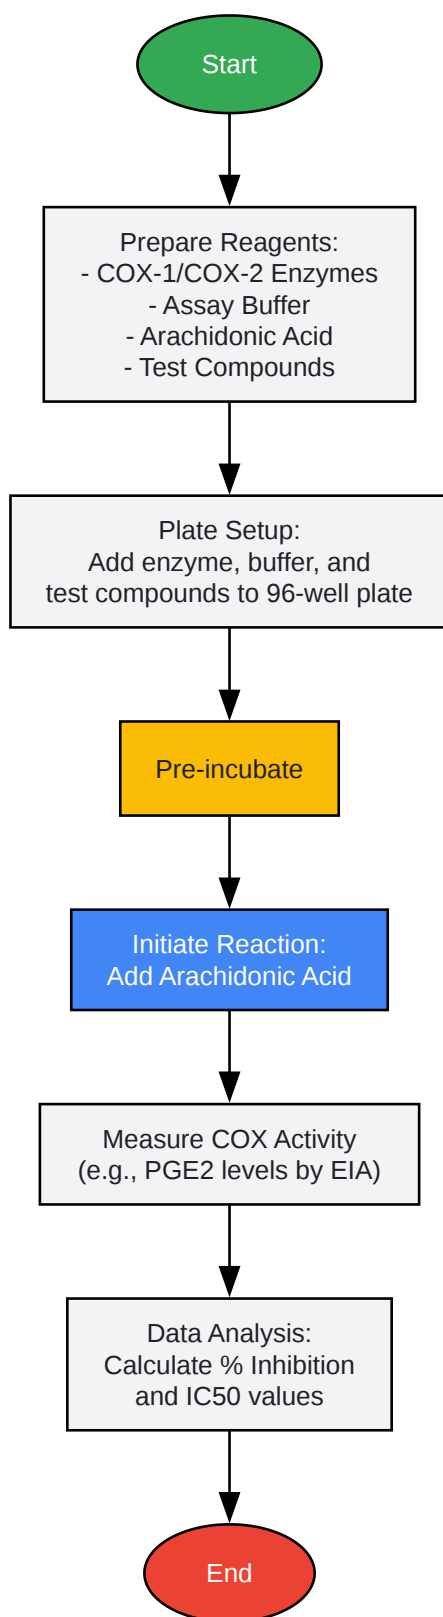 Start
Prepare Reagents:
- COX-1/COX-2 Enzymes
- Assay Buffer
- Arachidonic Acid
- Test Compounds
Plate Setup:
Add enzyme, buffer, and
test compounds to 96-well plate
Pre-incubate
Initiate Reaction:
Add Arachidonic Acid
Measure COX Activity
(e.g., PGE2 levels by EIA)
Data Analysis:
Calculate % Inhibition
and IC50 values
End